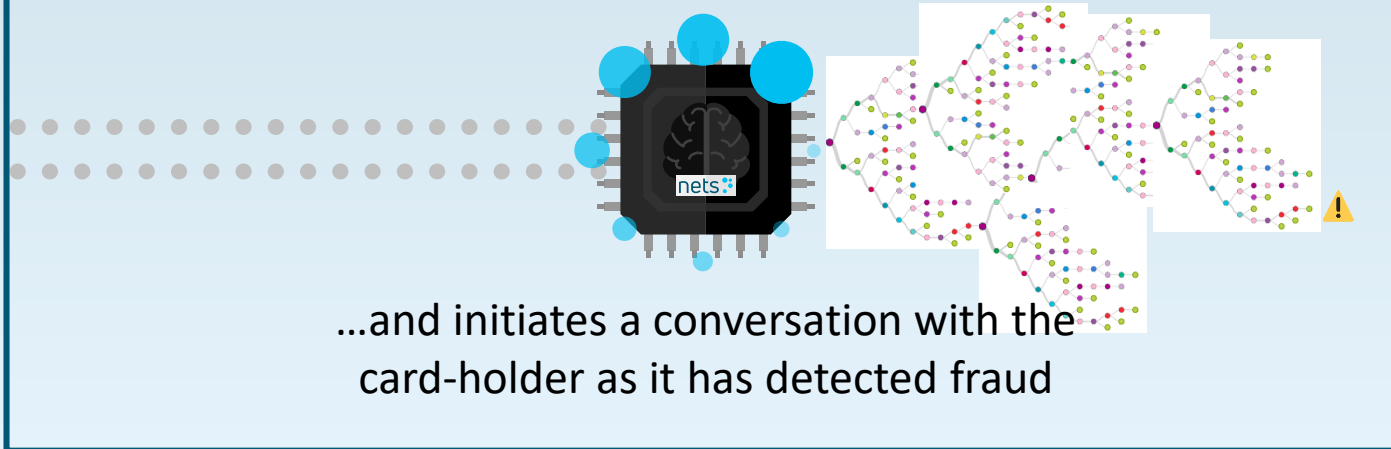 nets
…and initiates a conversation with the
card-holder as it has detected fraud